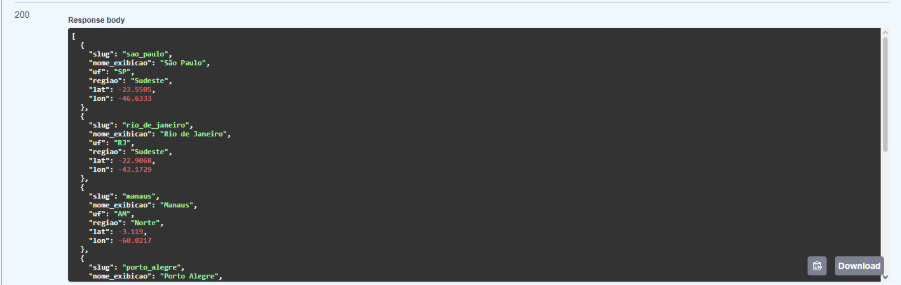 200
Response body
[
  {
    "slug": "sao_paulo",
    "nome_exibicao": "São Paulo",
    "uf": "SP",
    "regiao": "Sudeste",
    "lat": -23.5505,
    "lon": -46.6333
  },
  {
    "slug": "rio_de_janeiro",
    "nome_exibicao": "Rio de Janeiro",
    "uf": "RJ",
    "regiao": "Sudeste",
    "lat": -22.9068,
    "lon": -43.1729
  },
  {
    "slug": "manaus",
    "nome_exibicao": "Manaus",
    "uf": "AM",
    "regiao": "Norte",
    "lat": -3.119,
    "lon": -60.0217
  },
  {
    "slug": "porto_alegre",
    "nome_exibicao": "Porto Alegre",
Download